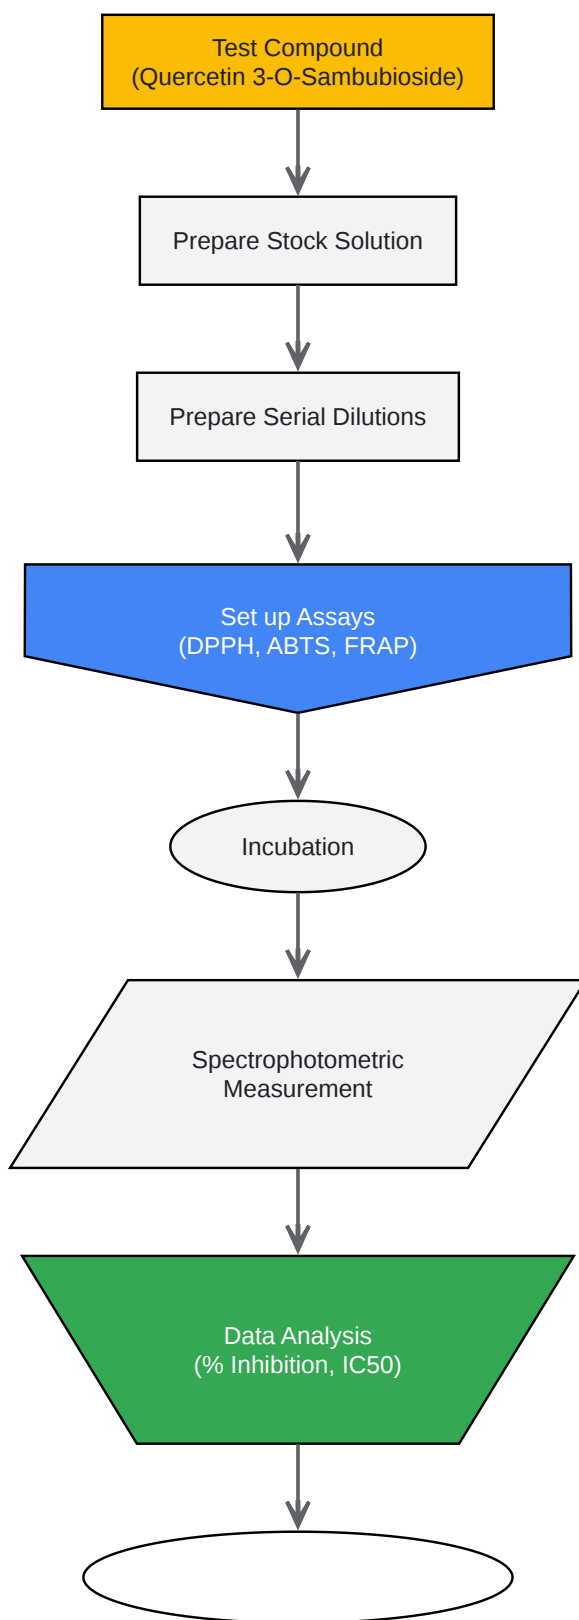 Test Compound
(Quercetin 3-O-Sambubioside)
Prepare Stock Solution
Prepare Serial Dilutions
Set up Assays
(DPPH, ABTS, FRAP)
Incubation
Spectrophotometric
Measurement
Data Analysis
(% Inhibition, IC50)